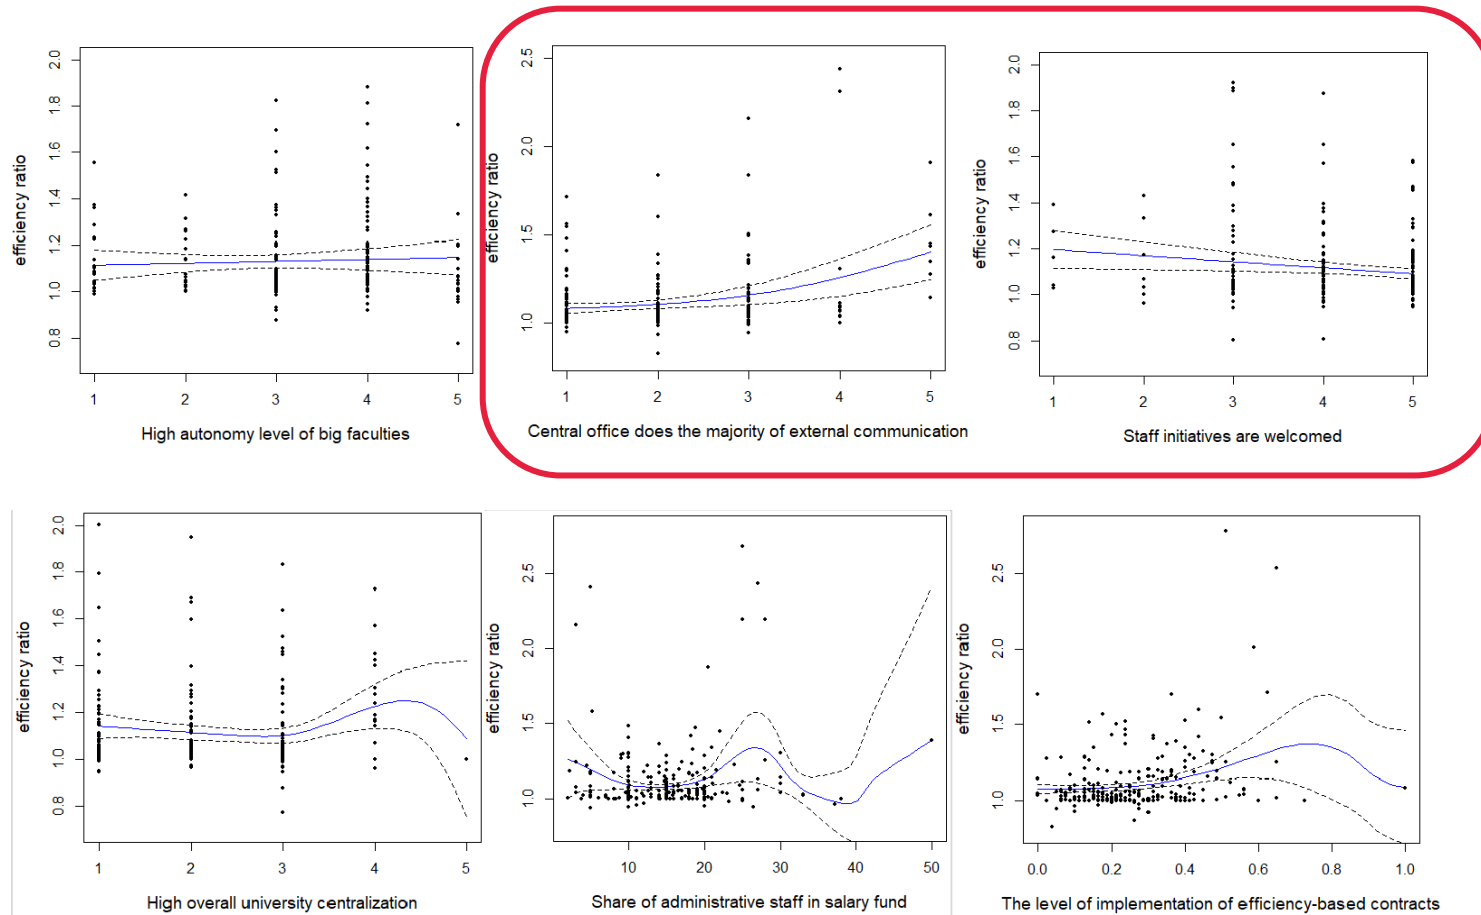 efficiency ratio
2.0
1.8
1.6
1.4
1.2
1.0
0.8
1 2 3 4 5
High autonomy level of big faculties
efficiency ratio
2.5
2.0
1.5
1.0
1 2 3 4 5
Central office does the majority of external communication
efficiency ratio
2.0
1.8
1.6
1.4
1.2
1.0
0.8
1 2 3 4 5
Staff initiatives are welcomed
efficiency ratio
2.0
1.8
1.6
1.4
1.2
1.0
0.8
1 2 3 4 5
High overall university centralization
efficiency ratio
2.5
2.0
1.5
1.0
10 20 30 40 50
Share of administrative staff in salary fund
efficiency ratio
2.5
2.0
1.5
1.0
0.0 0.2 0.4 0.6 0.8 1.0
The level of implementation of efficiency-based contracts